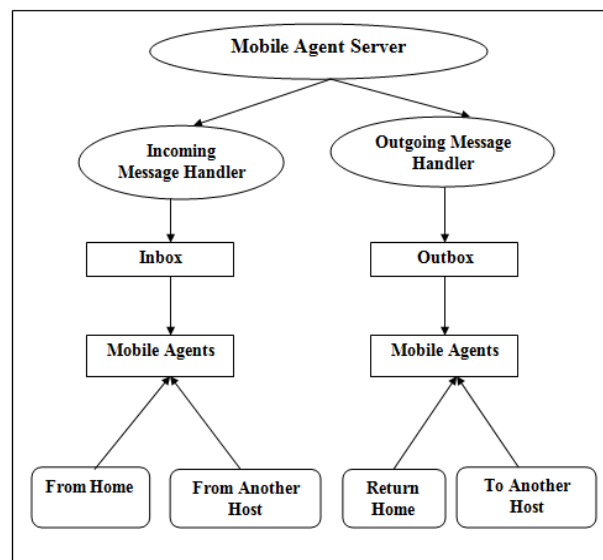 Mobile Agent Server
Incoming
Message Handler
Outgoing Message
Handler
Inbox
Outbox
Mobile Agents
Mobile Agents
From Home
From Another
Host
Return
Home
To Another
Host